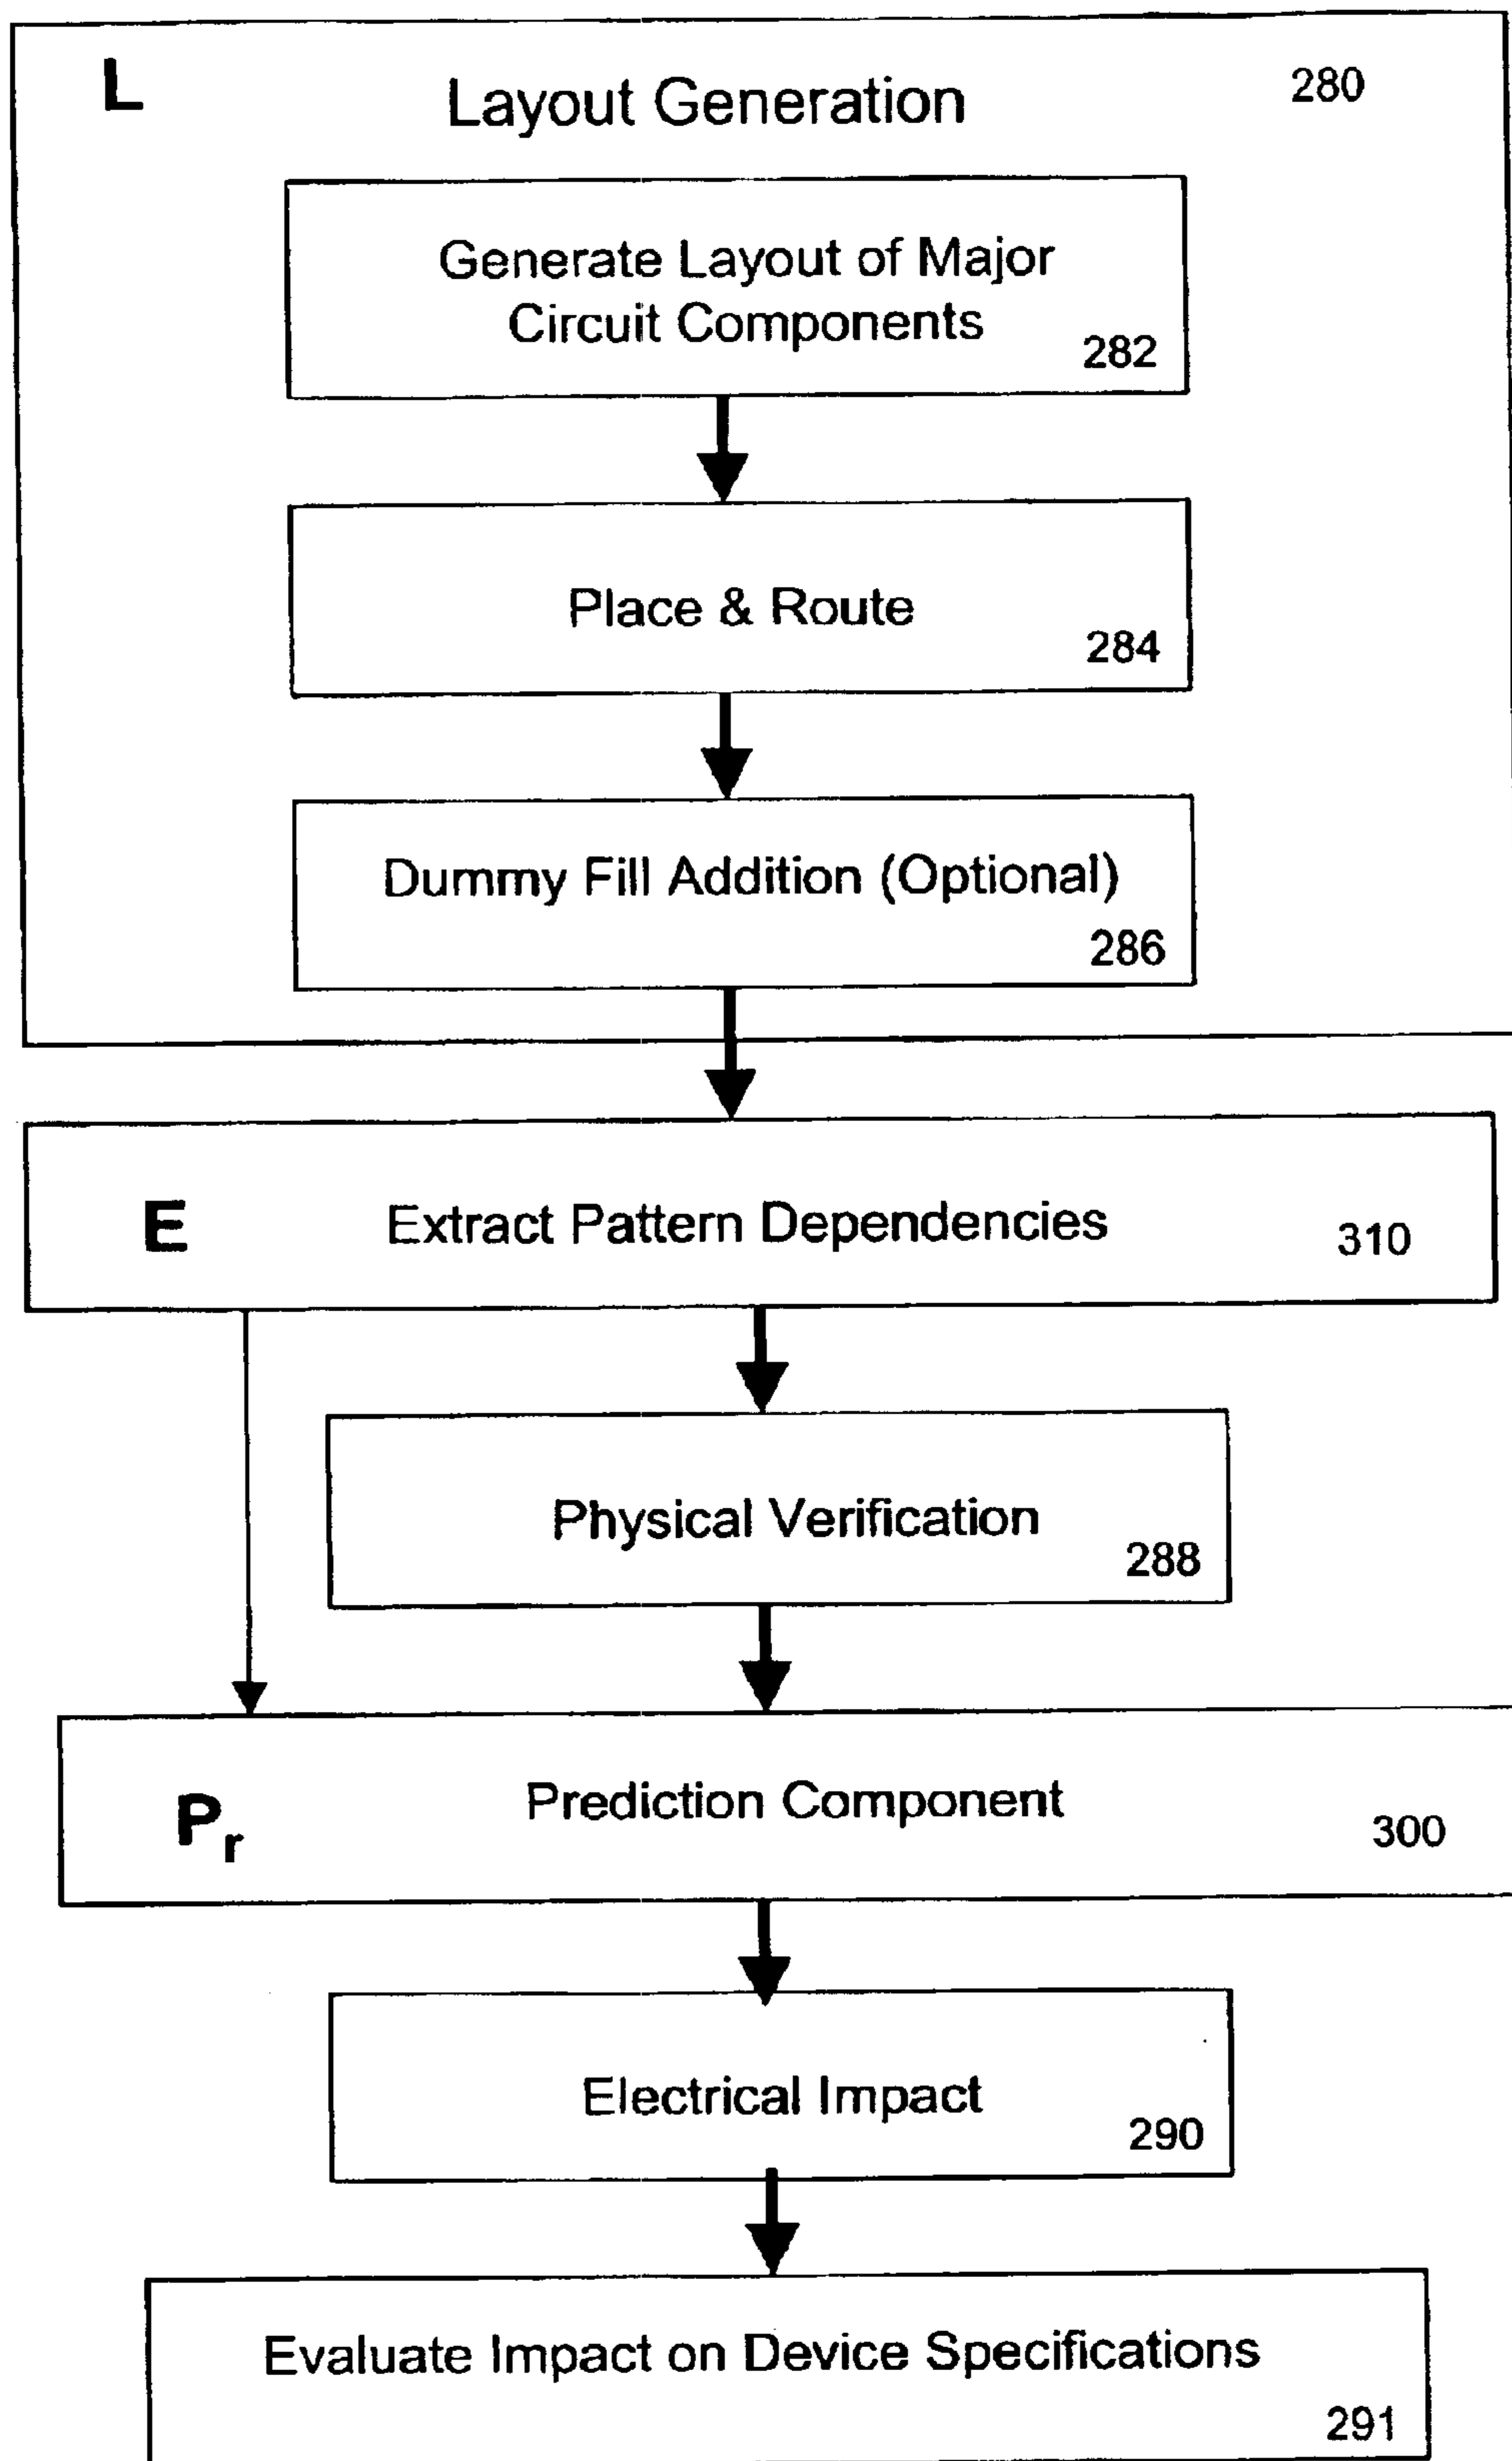 L Layout Generation 280
Generate Layout of Major
Circuit Components
282
Place & Route
284
Dummy Fill Addition (Optional)
286
E Extract Pattern Dependencies 310
Physical Verification
288
Pr Prediction Component 300
Electrical Impact
290
Evaluate Impact on Device Specifications
291